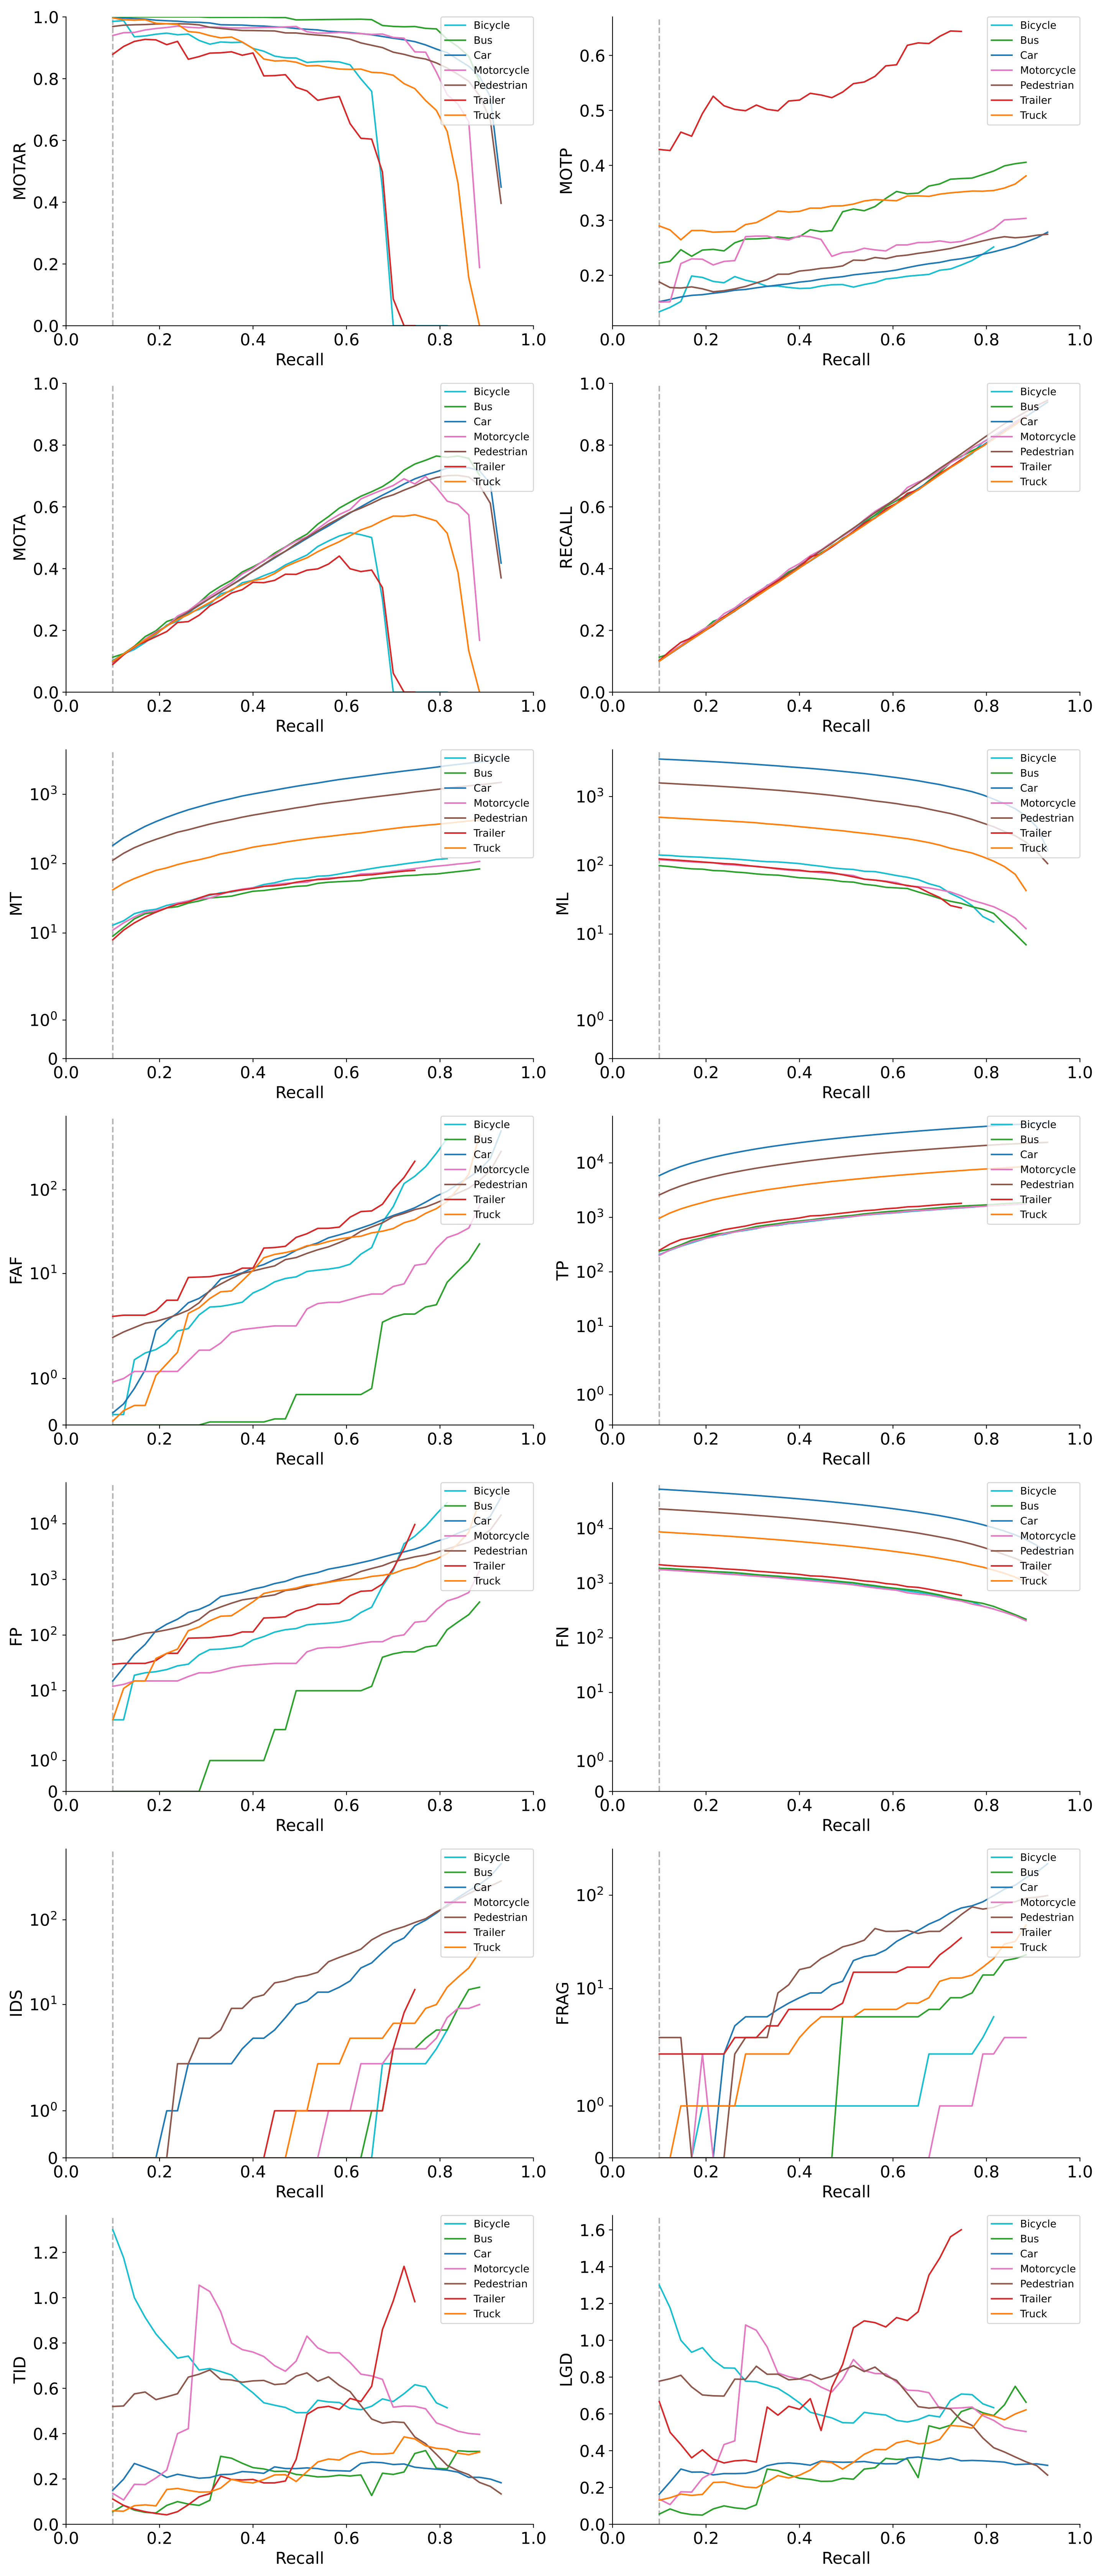 MOTAR
1.0
0.8
0.6
0.4
0.2
0.0
0.0 0.2 0.4 0.6 0.8 1.0
Recall
Bicycle
Bus
Car
Motorcycle
Pedestrian
Trailer
Truck
MOTP
0.6
0.5
0.4
0.3
0.2
0.0 0.2 0.4 0.6 0.8 1.0
Recall
Bicycle
Bus
Car
Motorcycle
Pedestrian
Trailer
Truck
MOTA
1.0
0.8
0.6
0.4
0.2
0.0
0.0 0.2 0.4 0.6 0.8 1.0
Recall
Bicycle
Bus
Car
Motorcycle
Pedestrian
Trailer
Truck
RECALL
1.0
0.8
0.6
0.4
0.2
0.0
0.0 0.2 0.4 0.6 0.8 1.0
Recall
Bicycle
Bus
Car
Motorcycle
Pedestrian
Trailer
Truck
MT
10³
10²
10¹
10⁰
0
0.0 0.2 0.4 0.6 0.8 1.0
Recall
Bicycle
Bus
Car
Motorcycle
Pedestrian
Trailer
Truck
ML
10³
10²
10¹
10⁰
0
0.0 0.2 0.4 0.6 0.8 1.0
Recall
Bicycle
Bus
Car
Motorcycle
Pedestrian
Trailer
Truck
FAF
10²
10¹
10⁰
0
0.0 0.2 0.4 0.6 0.8 1.0
Recall
Bicycle
Bus
Car
Motorcycle
Pedestrian
Trailer
Truck
TP
10⁴
10³
10²
10¹
10⁰
0
0.0 0.2 0.4 0.6 0.8 1.0
Recall
Bicycle
Bus
Car
Motorcycle
Pedestrian
Trailer
Truck
FP
10⁴
10³
10²
10¹
10⁰
0
0.0 0.2 0.4 0.6 0.8 1.0
Recall
Bicycle
Bus
Car
Motorcycle
Pedestrian
Trailer
Truck
FN
10⁴
10³
10²
10¹
10⁰
0
0.0 0.2 0.4 0.6 0.8 1.0
Recall
Bicycle
Bus
Car
Motorcycle
Pedestrian
Trailer
Truck
IDS
10²
10¹
10⁰
0
0.0 0.2 0.4 0.6 0.8 1.0
Recall
Bicycle
Bus
Car
Motorcycle
Pedestrian
Trailer
Truck
FRAG
10²
10¹
10⁰
0
0.0 0.2 0.4 0.6 0.8 1.0
Recall
Bicycle
Bus
Car
Motorcycle
Pedestrian
Trailer
Truck
TID
1.2
1.0
0.8
0.6
0.4
0.2
0.0
0.0 0.2 0.4 0.6 0.8 1.0
Recall
Bicycle
Bus
Car
Motorcycle
Pedestrian
Trailer
Truck
LGD
1.6
1.4
1.2
1.0
0.8
0.6
0.4
0.2
0.0
0.0 0.2 0.4 0.6 0.8 1.0
Recall
Bicycle
Bus
Car
Motorcycle
Pedestrian
Trailer
Truck